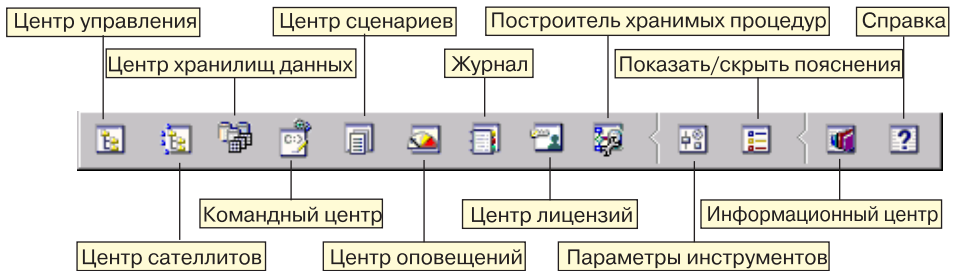 Центр управления
Центр сценариев
Построитель хранимых процедур
Справка
Центр хранилищ данных
Журнал
Показать/скрыть пояснения
C:>
?
Командный центр
Центр лицензий
Информационный центр
Центр сателлитов
Центр оповещений
Параметры инструментов